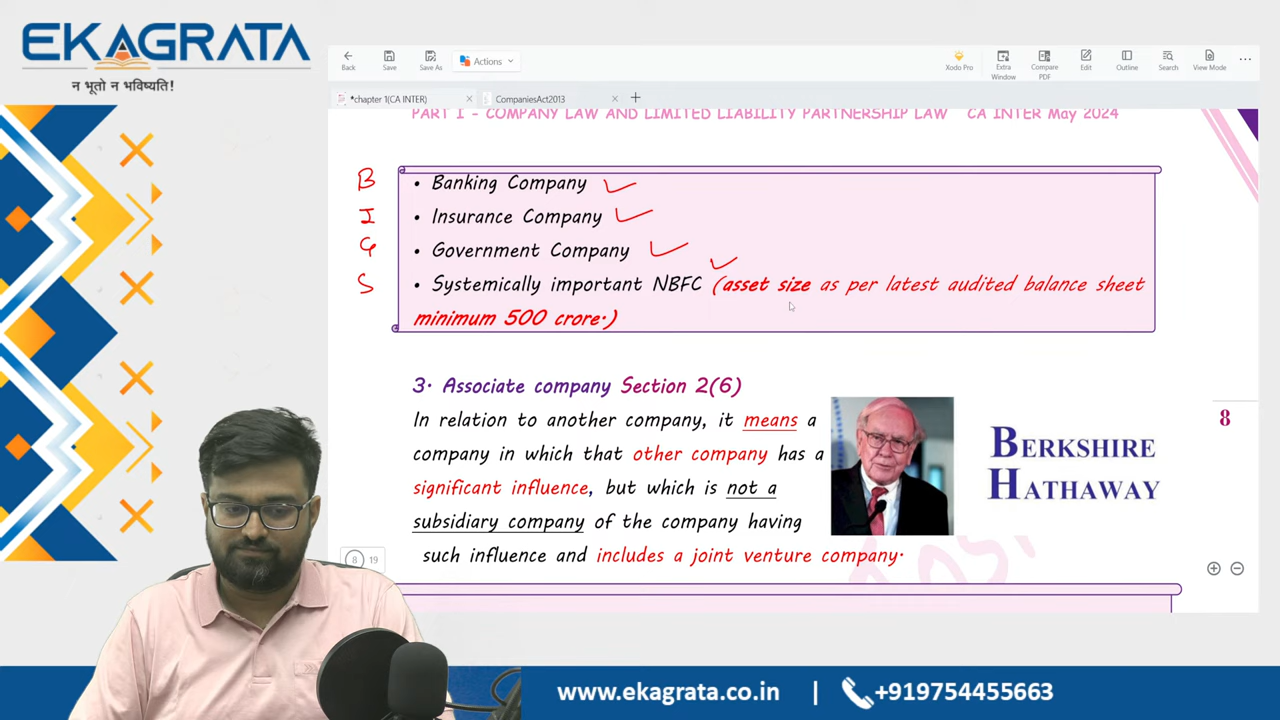 EKAGRATA
न भूतो न भविष्यति!
Back
Save
Save As
Actions
Xodo Pro
Extra Window
Compare PDF
Edit
Outline
Search
View Mode
*chapter 1(CA INTER)
CompaniesAct2013
PART I - COMPANY LAW AND LIMITED LIABILITY PARTNERSHIP LAW CA INTER May 2024
B • Banking Company
I • Insurance Company
G • Government Company
S • Systemically important NBFC (asset size as per latest audited balance sheet
minimum 500 crore.)
3. Associate company Section 2(6)
In relation to another company, it means a
company in which that other company has a
significant influence, but which is not a
subsidiary company of the company having
such influence and includes a joint venture company.
BERKSHIRE
HATHAWAY
8
8 19
www.ekagrata.co.in | +919754455663